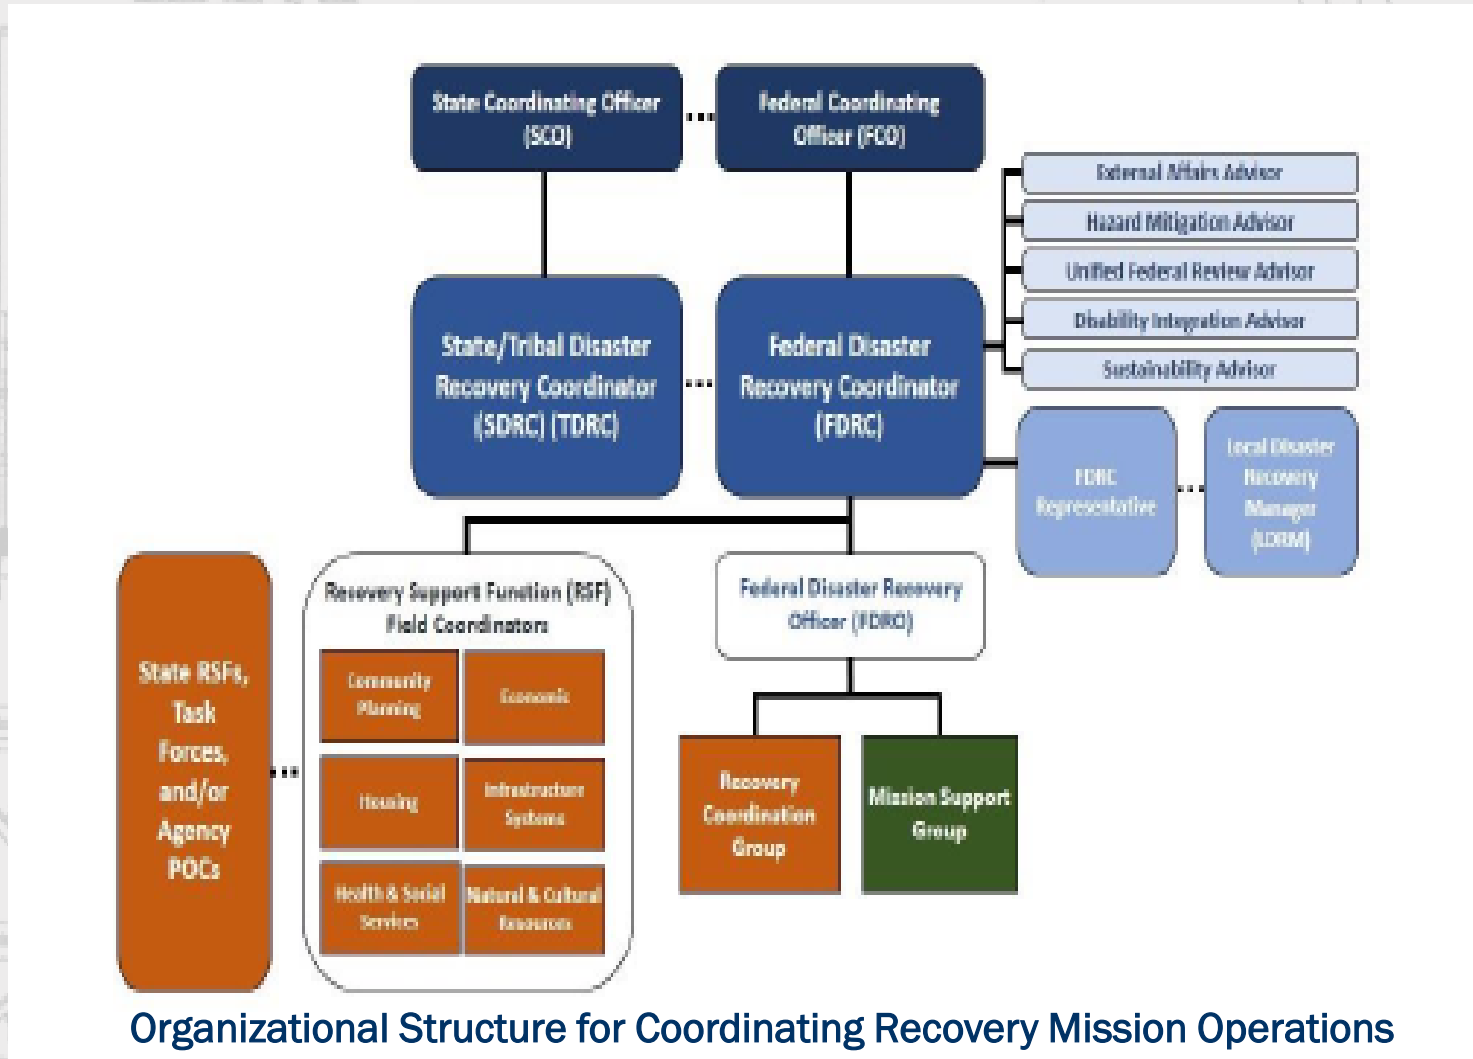 State Coordinating Officer
(SCO)
Federal Coordinating
Officer (FCO)
External Affairs Advisor
Hazard Mitigation Advisor
Unified Federal Review Advisor
Disability Integration Advisor
Sustainability Advisor
State/Tribal Disaster
Recovery Coordinator
(SDRC) (TDRC)
Federal Disaster
Recovery Coordinator
(FDRC)
FDRC
Representative
Local Disaster
Recovery
Manager
(LDRM)
State RSFs,
Task
Forces,
and/or
Agency
POCs
Recovery Support Function (RSF)
Field Coordinators
Community
Planning
Economic
Housing
Infrastructure
Systems
Health & Social
Services
Natural & Cultural
Resources
Federal Disaster Recovery
Officer (FDRO)
Recovery
Coordination
Group
Mission Support
Group
Organizational Structure for Coordinating Recovery Mission Operations